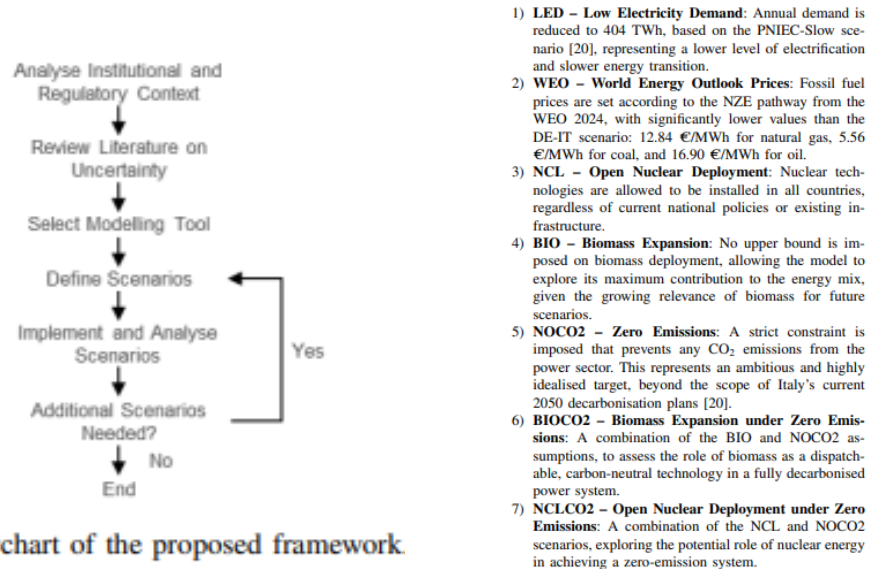 Analyse Institutional and
Regulatory Context
Review Literature on
Uncertainty
Select Modelling Tool
Define Scenarios
Implement and Analyse
Scenarios
Yes
Additional Scenarios
Needed?
No
End
chart of the proposed framework.
1) LED – Low Electricity Demand: Annual demand is
reduced to 404 TWh, based on the PNIEC-Slow sce-
nario [20], representing a lower level of electrification
and slower energy transition.
2) WEO – World Energy Outlook Prices: Fossil fuel
prices are set according to the NZE pathway from the
WEO 2024, with significantly lower values than the
DE-IT scenario: 12.84 €/MWh for natural gas, 5.56
€/MWh for coal, and 16.90 €/MWh for oil.
3) NCL – Open Nuclear Deployment: Nuclear tech-
nologies are allowed to be installed in all countries,
regardless of current national policies or existing in-
frastructure.
4) BIO – Biomass Expansion: No upper bound is im-
posed on biomass deployment, allowing the model to
explore its maximum contribution to the energy mix,
given the growing relevance of biomass for future
scenarios.
5) NOCO2 – Zero Emissions: A strict constraint is
imposed that prevents any CO₂ emissions from the
power sector. This represents an ambitious and highly
idealised target, beyond the scope of Italy's current
2050 decarbonisation plans [20].
6) BIOCO2 – Biomass Expansion under Zero Emis-
sions: A combination of the BIO and NOCO2 as-
sumptions, to assess the role of biomass as a dispatch-
able, carbon-neutral technology in a fully decarbonised
power system.
7) NCLCO2 – Open Nuclear Deployment under Zero
Emissions: A combination of the NCL and NOCO2
scenarios, exploring the potential role of nuclear energy
in achieving a zero-emission system.